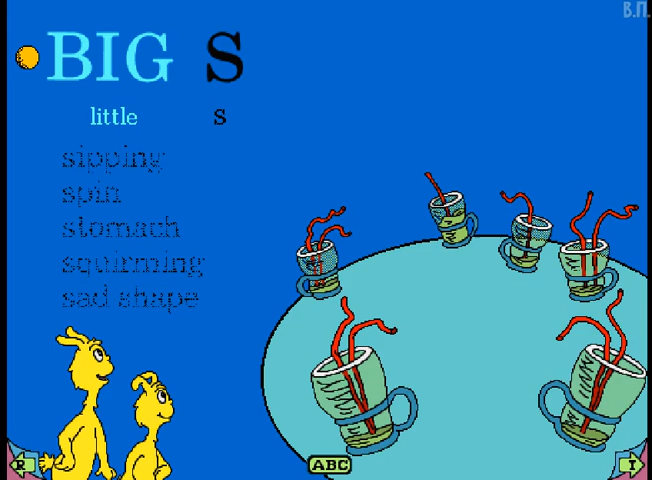 В.П.
BIG S
little s
sipping
spin
stomach
squirming
sad shape
R
ABC
T